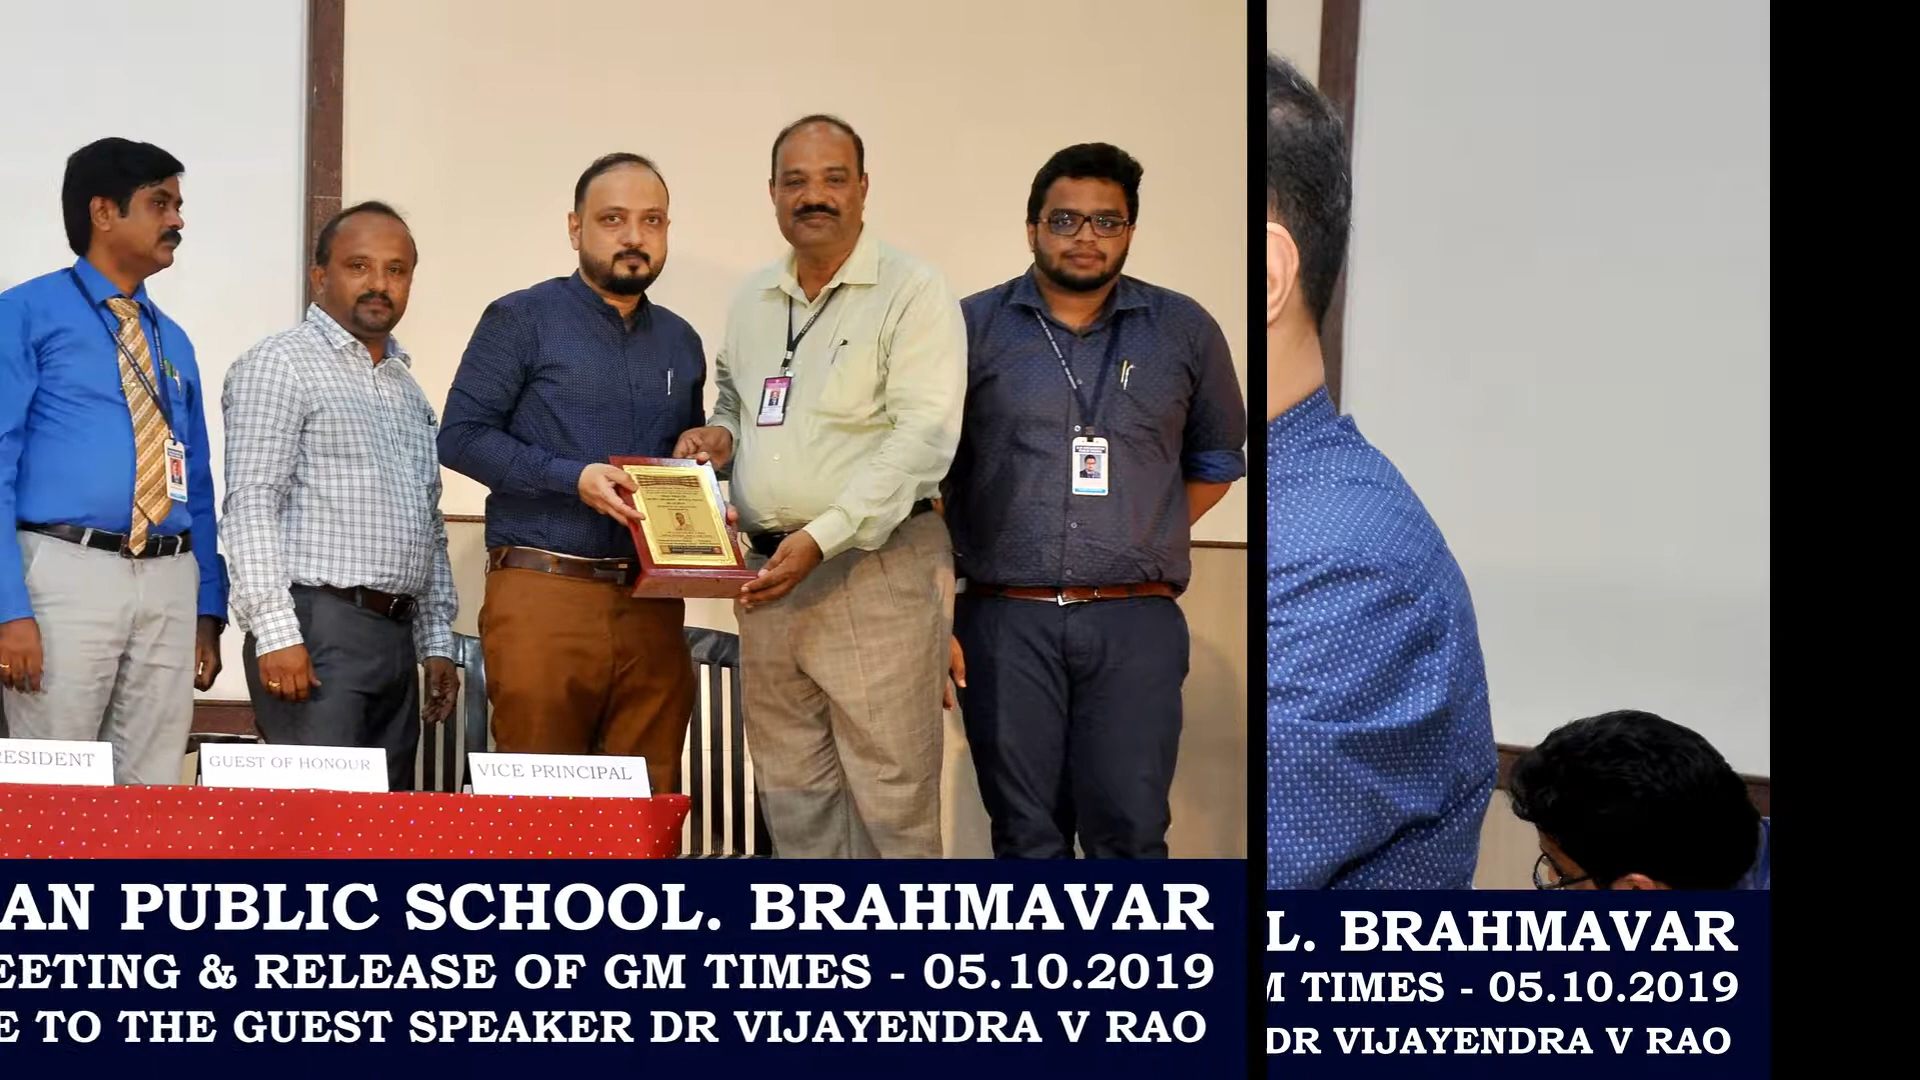 RESIDENT
GUEST OF HONOUR
VICE PRINCIPAL
AN PUBLIC SCHOOL. BRAHMAVAR
EETING & RELEASE OF GM TIMES - 05.10.2019
E TO THE GUEST SPEAKER DR VIJAYENDRA V RAO
L. BRAHMAVAR
M TIMES - 05.10.2019
DR VIJAYENDRA V RAO